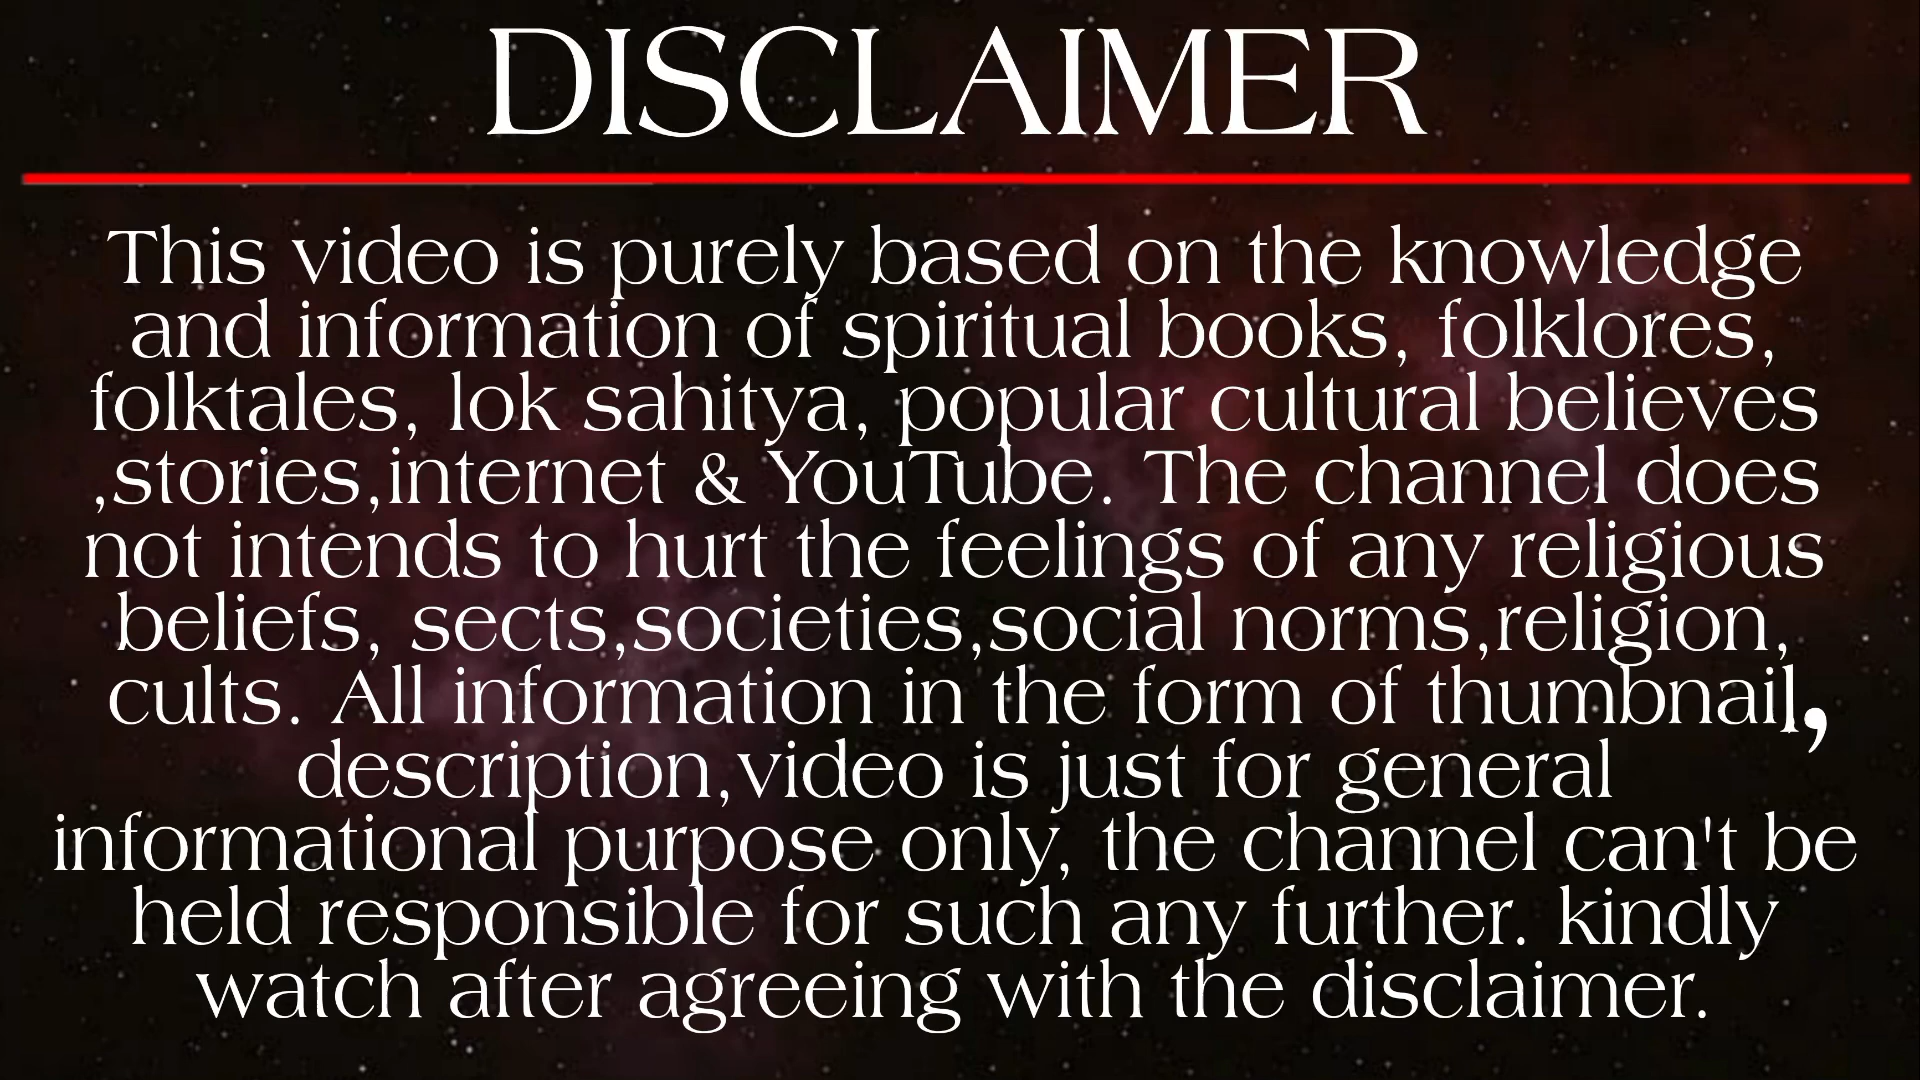 DISCLAIMER
This video is purely based on the knowledge
and information of spiritual books, folklores,
folktales, lok sahitya, popular cultural believes
,stories,internet & YouTube. The channel does
not intends to hurt the feelings of any religious
beliefs, sects,societies,social norms,religion,
cults. All information in the form of thumbnail,,
description,video is just for general
informational purpose only, the channel can't be
held responsible for such any further. kindly
watch after agreeing with the disclaimer.